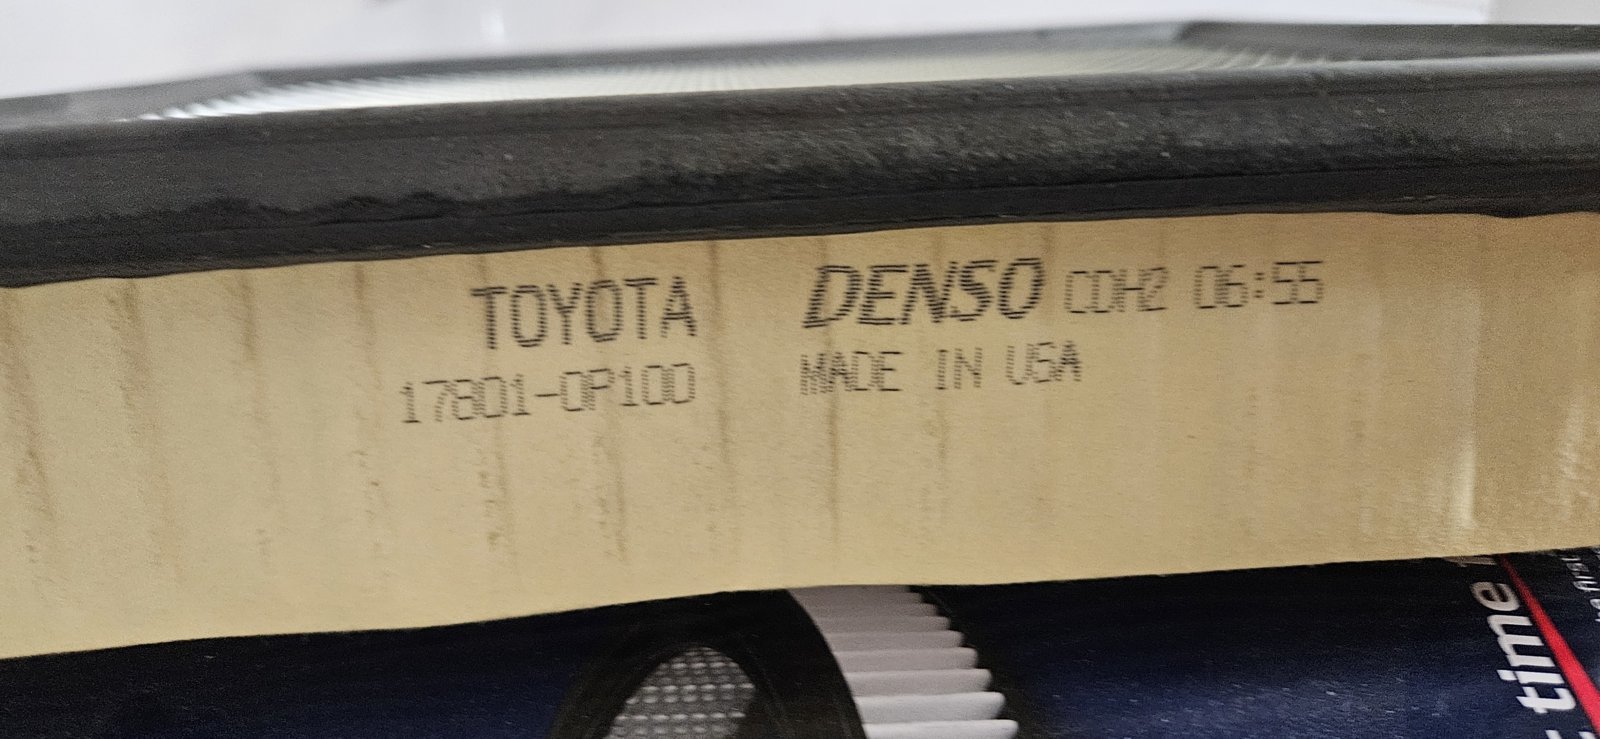 TOYOTA DENSO CDH2 06:55
17801-0P100 MADE IN USA
time